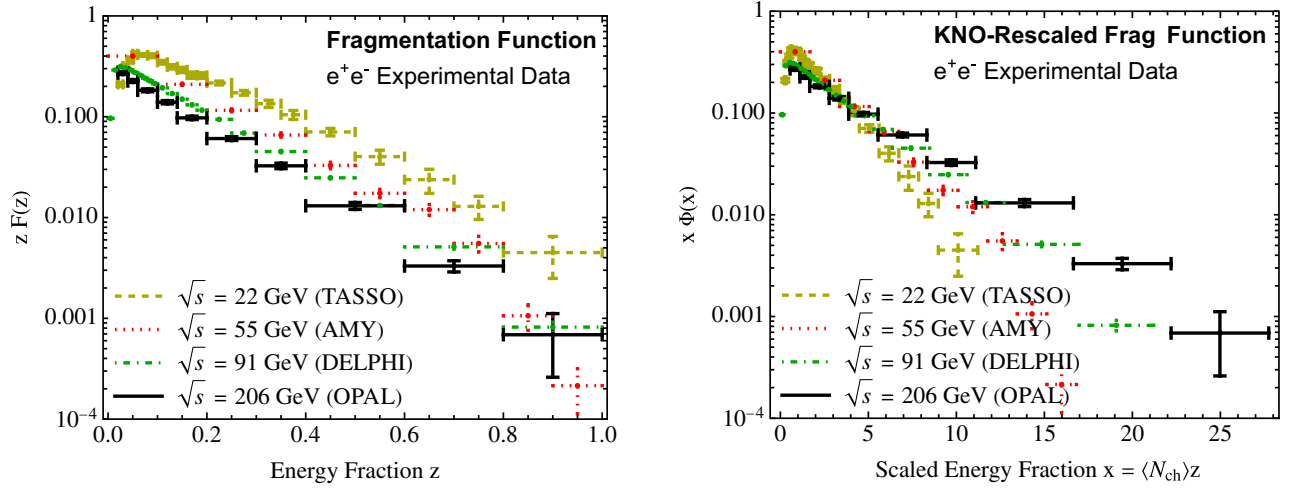 Fragmentation Function
e⁺e⁻ Experimental Data
1
0.100
0.010
0.001
10⁻⁴
z F(z)
√s = 22 GeV (TASSO)
√s = 55 GeV (AMY)
√s = 91 GeV (DELPHI)
√s = 206 GeV (OPAL)
0.0 0.2 0.4 0.6 0.8 1.0
Energy Fraction z
KNO-Rescaled Frag Function
e⁺e⁻ Experimental Data
1
0.100
0.010
0.001
10⁻⁴
x Φ(x)
√s = 22 GeV (TASSO)
√s = 55 GeV (AMY)
√s = 91 GeV (DELPHI)
√s = 206 GeV (OPAL)
0 5 10 15 20 25
Scaled Energy Fraction x = ⟨N_ch⟩z